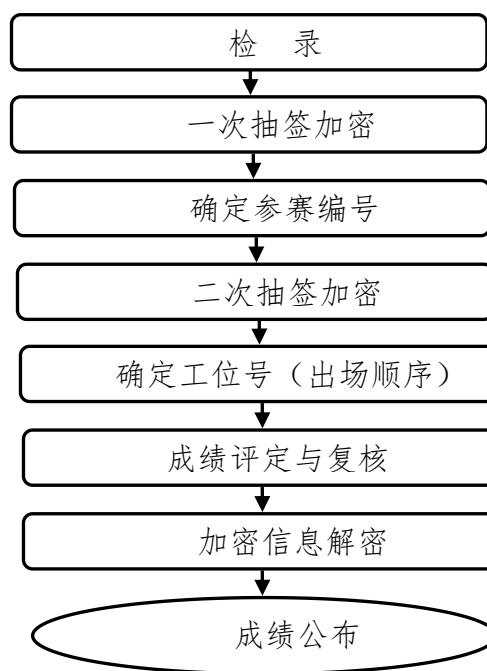 检 录
一次抽签加密
确定参赛编号
二次抽签加密
确定工位号（出场顺序）
成绩评定与复核
加密信息解密
成绩公布